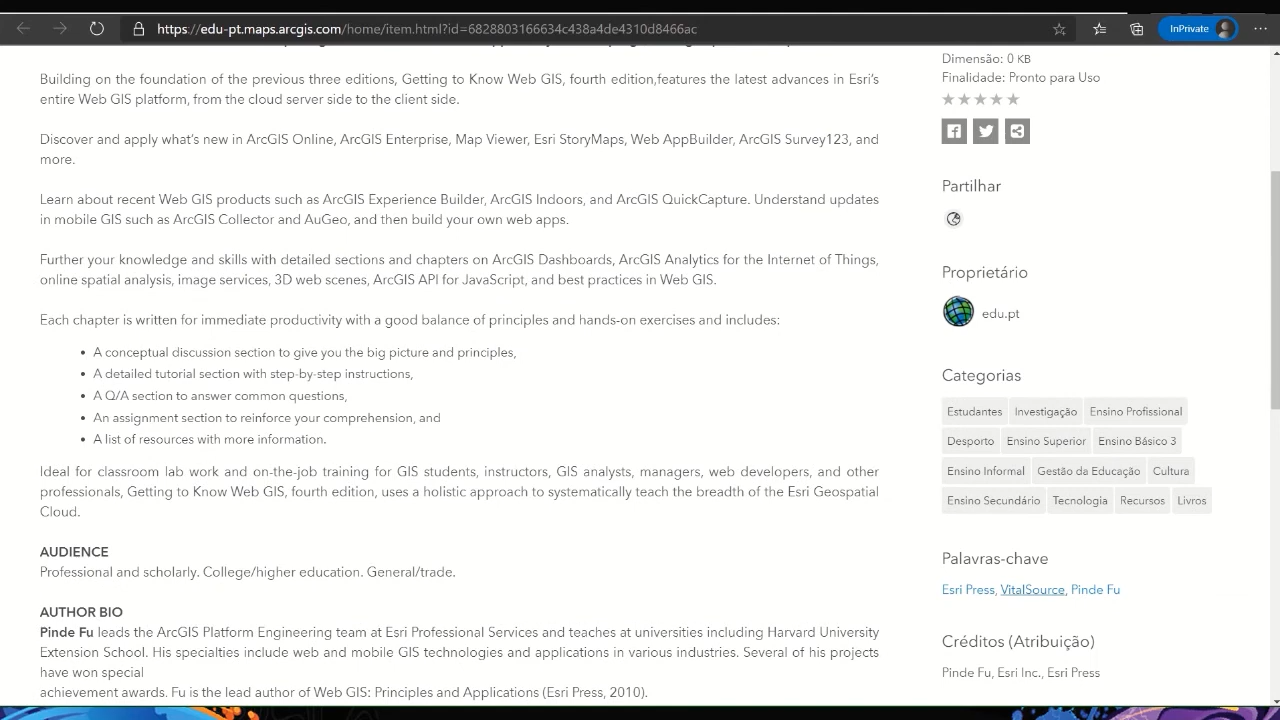 https://edu-pt.maps.arcgis.com/home/item.html?id=6828803166634c438a4de4310d8466ac
InPrivate
Building on the foundation of the previous three editions, Getting to Know Web GIS, fourth edition,features the latest advances in Esri's
entire Web GIS platform, from the cloud server side to the client side.
Discover and apply what's new in ArcGIS Online, ArcGIS Enterprise, Map Viewer, Esri StoryMaps, Web AppBuilder, ArcGIS Survey123, and
more.
Learn about recent Web GIS products such as ArcGIS Experience Builder, ArcGIS Indoors, and ArcGIS QuickCapture. Understand updates
in mobile GIS such as ArcGIS Collector and AuGeo, and then build your own web apps.
Further your knowledge and skills with detailed sections and chapters on ArcGIS Dashboards, ArcGIS Analytics for the Internet of Things,
online spatial analysis, image services, 3D web scenes, ArcGIS API for JavaScript, and best practices in Web GIS.
Each chapter is written for immediate productivity with a good balance of principles and hands-on exercises and includes:
• A conceptual discussion section to give you the big picture and principles,
• A detailed tutorial section with step-by-step instructions,
• A Q/A section to answer common questions,
• An assignment section to reinforce your comprehension, and
• A list of resources with more information.
Ideal for classroom lab work and on-the-job training for GIS students, instructors, GIS analysts, managers, web developers, and other
professionals, Getting to Know Web GIS, fourth edition, uses a holistic approach to systematically teach the breadth of the Esri Geospatial
Cloud.
AUDIENCE
Professional and scholarly. College/higher education. General/trade.
AUTHOR BIO
Pinde Fu leads the ArcGIS Platform Engineering team at Esri Professional Services and teaches at universities including Harvard University
Extension School. His specialties include web and mobile GIS technologies and applications in various industries. Several of his projects
have won special
achievement awards. Fu is the lead author of Web GIS: Principles and Applications (Esri Press, 2010).
Dimensão: 0 KB
Finalidade: Pronto para Uso
Partilhar
Proprietário
edu.pt
Categorias
Estudantes Investigação Ensino Profissional
Desporto Ensino Superior Ensino Básico 3
Ensino Informal Gestão da Educação Cultura
Ensino Secundário Tecnologia Recursos Livros
Palavras-chave
Esri Press, VitalSource, Pinde Fu
Créditos (Atribuição)
Pinde Fu, Esri Inc., Esri Press